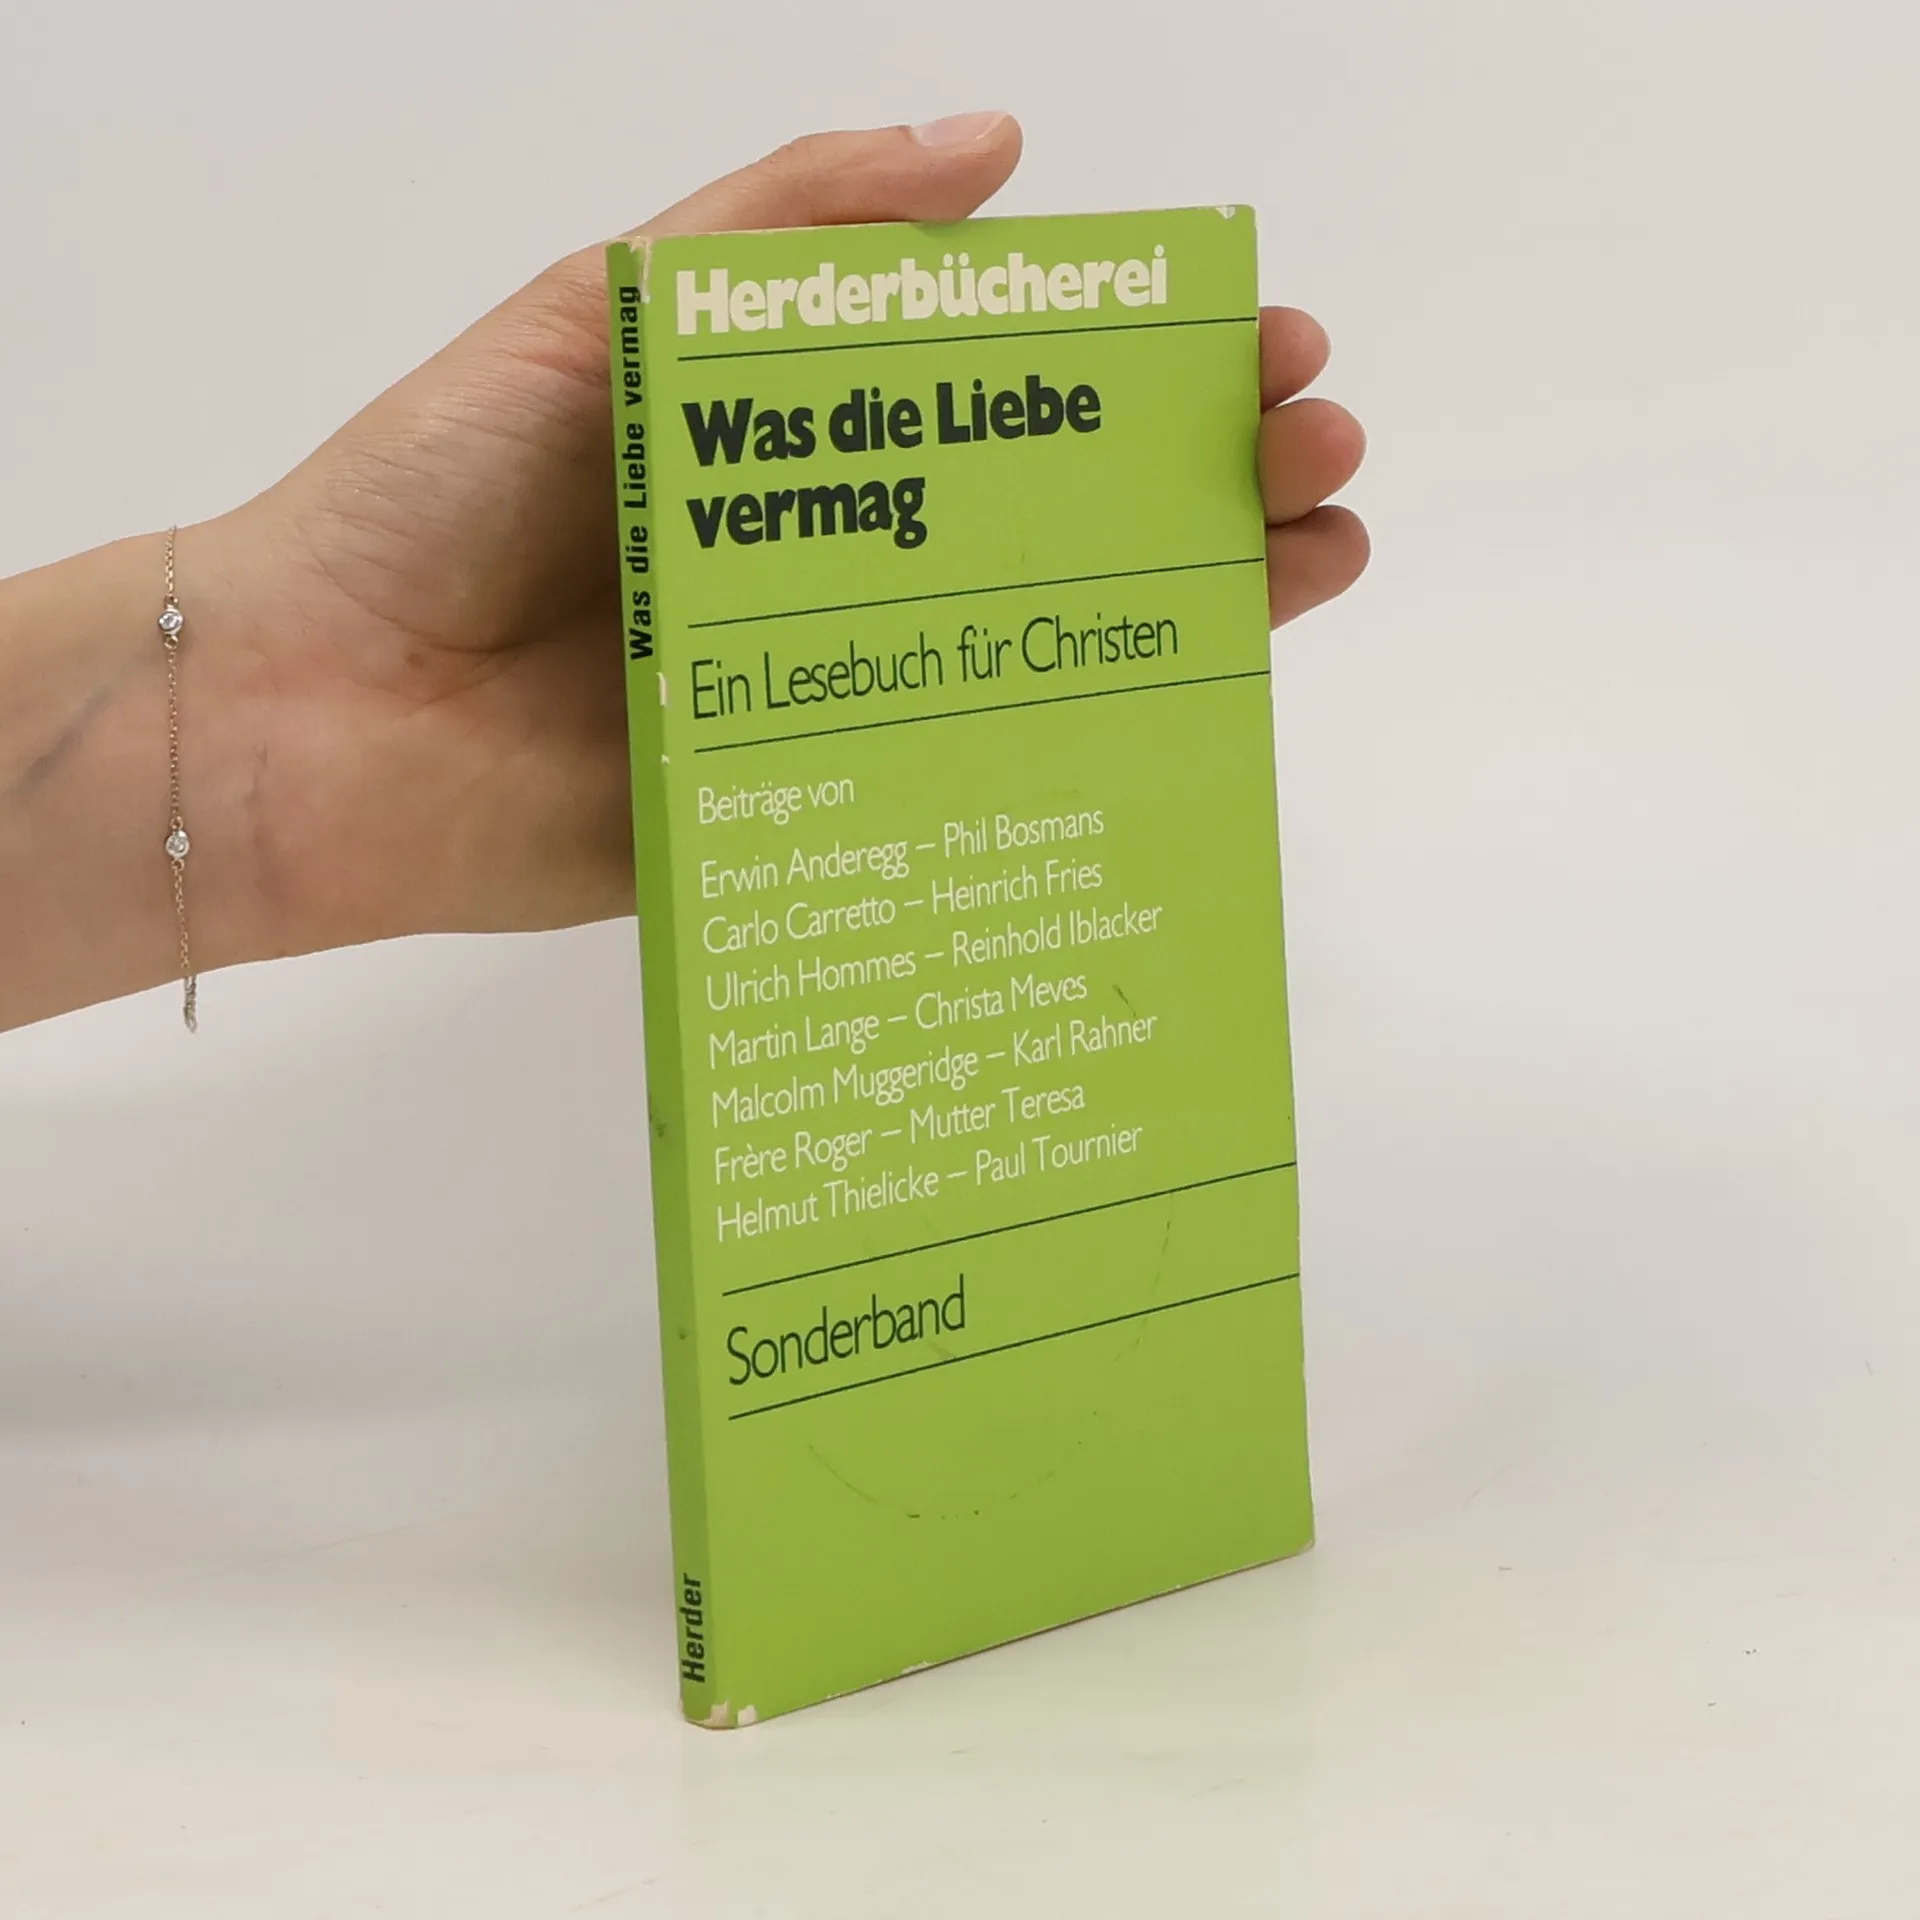 Herderbücherei
Was die Liebe
vermag
Ein Lesebuch für Christen
Beiträge von
Erwin Anderegg – Phil Bosmans
Carlo Carretto – Heinrich Fries
Ulrich Hommes – Reinhold Iblacker
Martin Lange – Christa Meves
Malcolm Muggeridge – Karl Rahner
Frère Roger – Mutter Teresa
Helmut Thielicke – Paul Tournier
Sonderband
Was die Liebe vermag
Herder